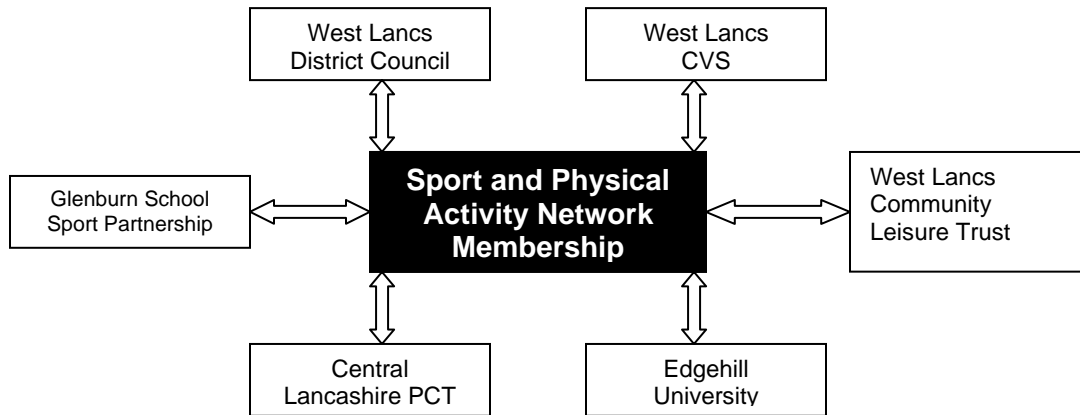 West Lancs
District Council
West Lancs
CVS
Glenburn School
Sport Partnership
Sport and Physical
Activity Network
Membership
West Lancs
Community
Leisure Trust
Central
Lancashire PCT
Edgehill
University